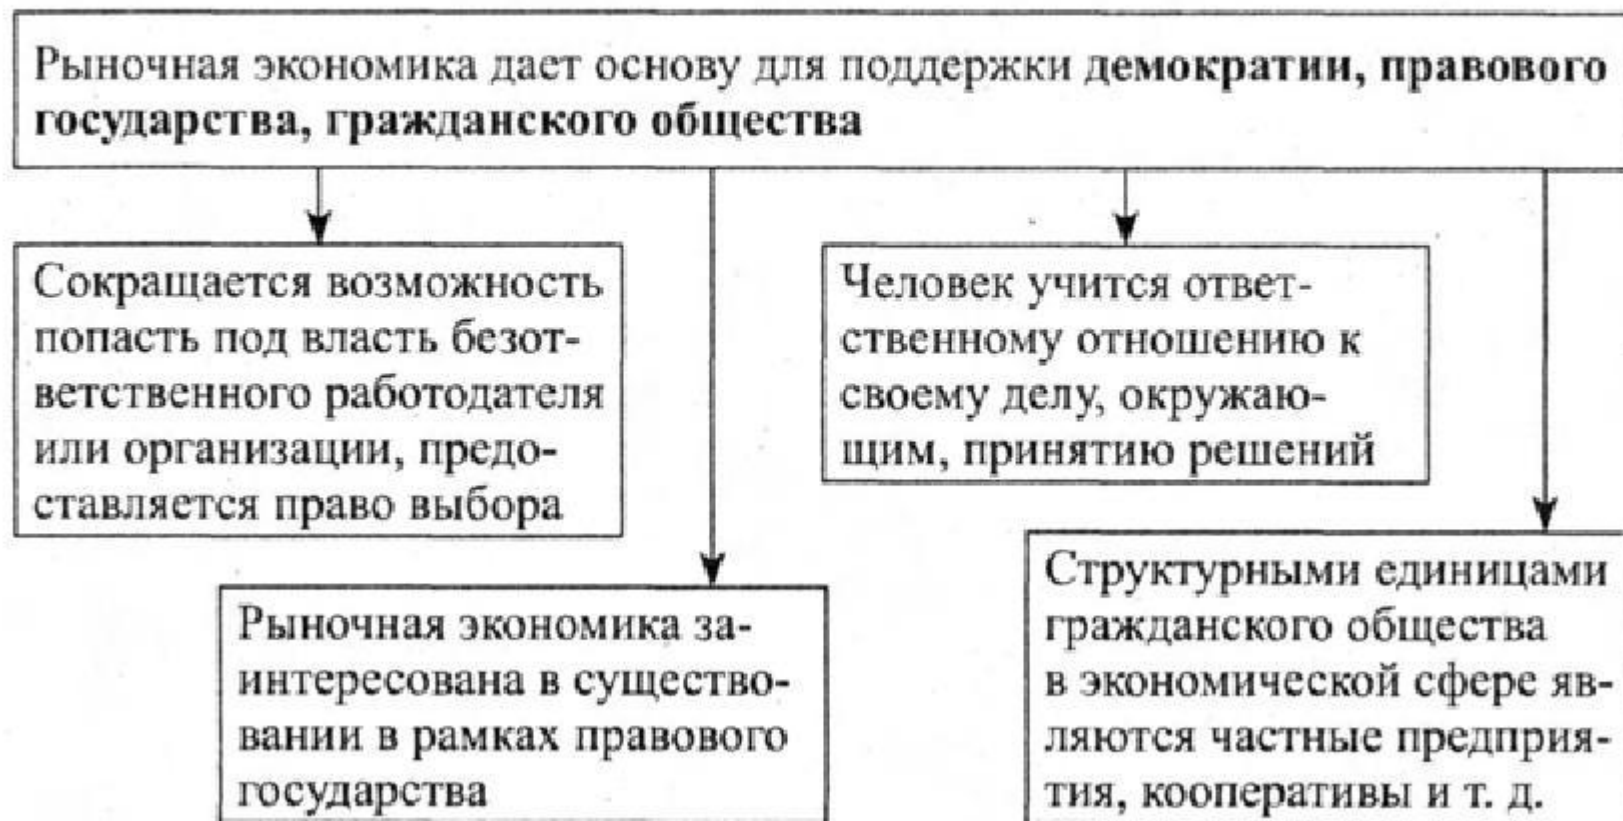 Рыночная экономика дает основу для поддержки демократии, правового
государства, гражданского общества
Сокращается возможность
попасть под власть безот-
ветственного работодателя
или организации, предо-
ставляется право выбора
Рыночная экономика за-
интересована в существо-
вании в рамках правового
государства
Человек учится ответ-
ственному отношению к
своему делу, окружаю-
щим, принятию решений
Структурными единицами
гражданского общества
в экономической сфере яв-
ляются частные предприя-
тия, кооперативы и т. д.